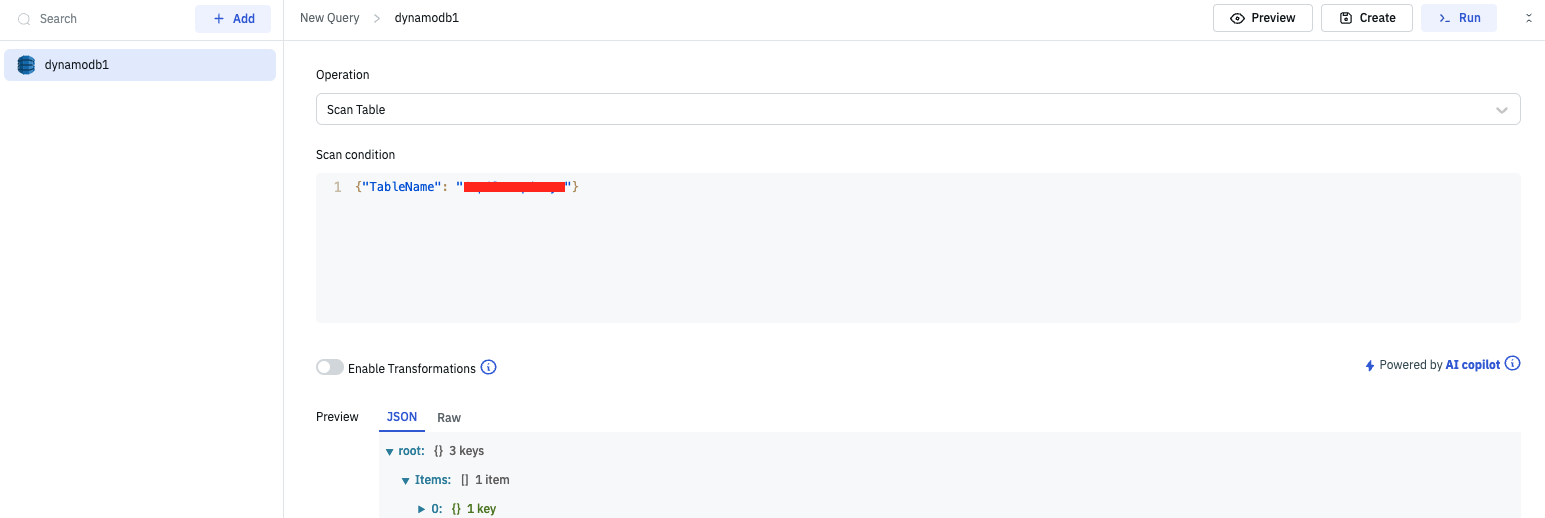 Search
+ Add
dynamodb1
New Query > dynamodb1
Preview
Create
Run
Operation
Scan Table
Scan condition
1 {"TableName": ""}
Enable Transformations
Powered by AI copilot
Preview JSON Raw
root: {} 3 keys
Items: [] 1 item
0: {} 1 key